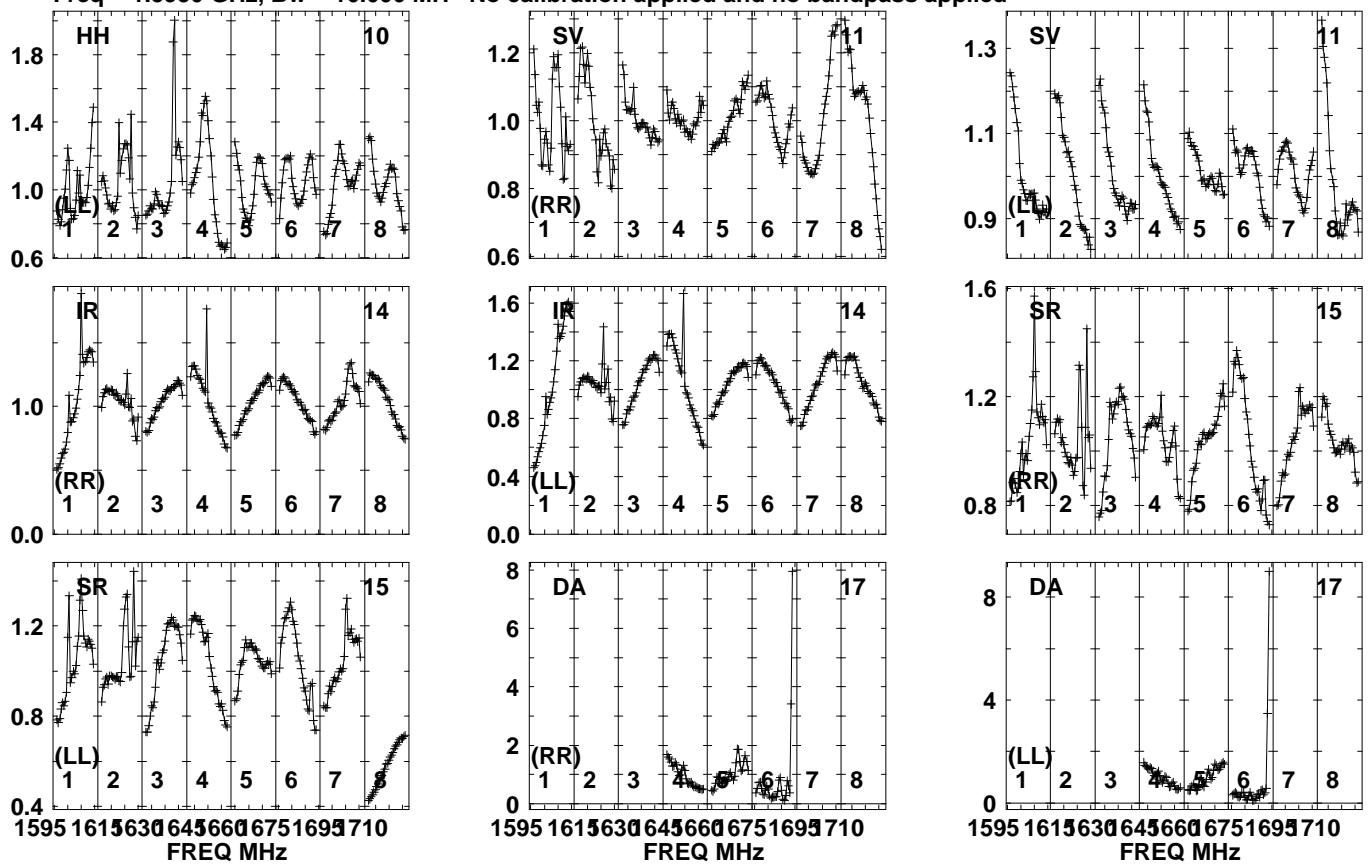 No calibration applied and no bandpass applied
HH 10
1.8
1.4
1.0
0.6
(LL)
1 2 3 4 5 6 7 8
SV 11
1.2
1.0
0.8
0.6
(RR)
1 2 3 4 5 6 7 8
SV 11
1.3
1.1
0.9
(LL)
1 2 3 4 5 6 7 8
IR 14
1.0
0.0
(RR)
1 2 3 4 5 6 7 8
IR 14
1.6
1.2
0.8
0.4
0.0
(LL)
1 2 3 4 5 6 7 8
SR 15
1.6
1.2
0.8
(RR)
1 2 3 4 5 6 7 8
SR 15
1.2
0.8
0.4
(LL)
1 2 3 4 5 6 7 8
1595 1615 1630 1645 1660 1675 1695 1710
FREQ MHz
DA 17
8
6
4
2
0
(RR)
1 2 3 4 5 6 7 8
1595 1615 1630 1645 1660 1675 1695 1710
FREQ MHz
DA 17
8
4
0
(LL)
1 2 3 4 5 6 7 8
1595 1615 1630 1645 1660 1675 1695 1710
FREQ MHz